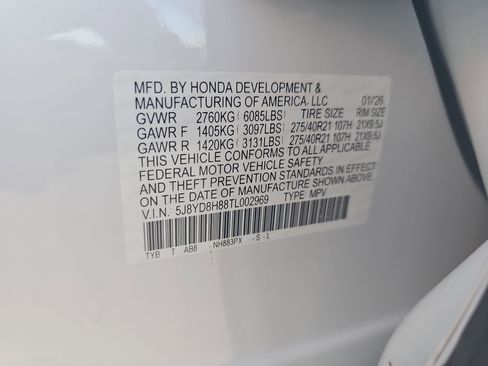 MFD. BY HONDA DEVELOPMENT &
MANUFACTURING OF AMERICA, LLC 01/26
GVWR 2760KG( 6085LBS) TIRE SIZE RIM SIZE
GAWR F 1405KG( 3097LBS) 275/40R21 107H 21X9.5J
GAWR R 1420KG( 3131LBS) 275/40R21 107H 21X9.5J
THIS VEHICLE CONFORMS TO ALL APPLICABLE
FEDERAL MOTOR VEHICLE SAFETY
AND THEFT PREVENTION STANDARDS IN EFFECT
ON THE DATE OF MANUFACTURE SHOWN ABOVE.
V.I.N. 5J8YD8H88TL002969 TYPE MPV
TYB T AB8 NH883PX -S-L